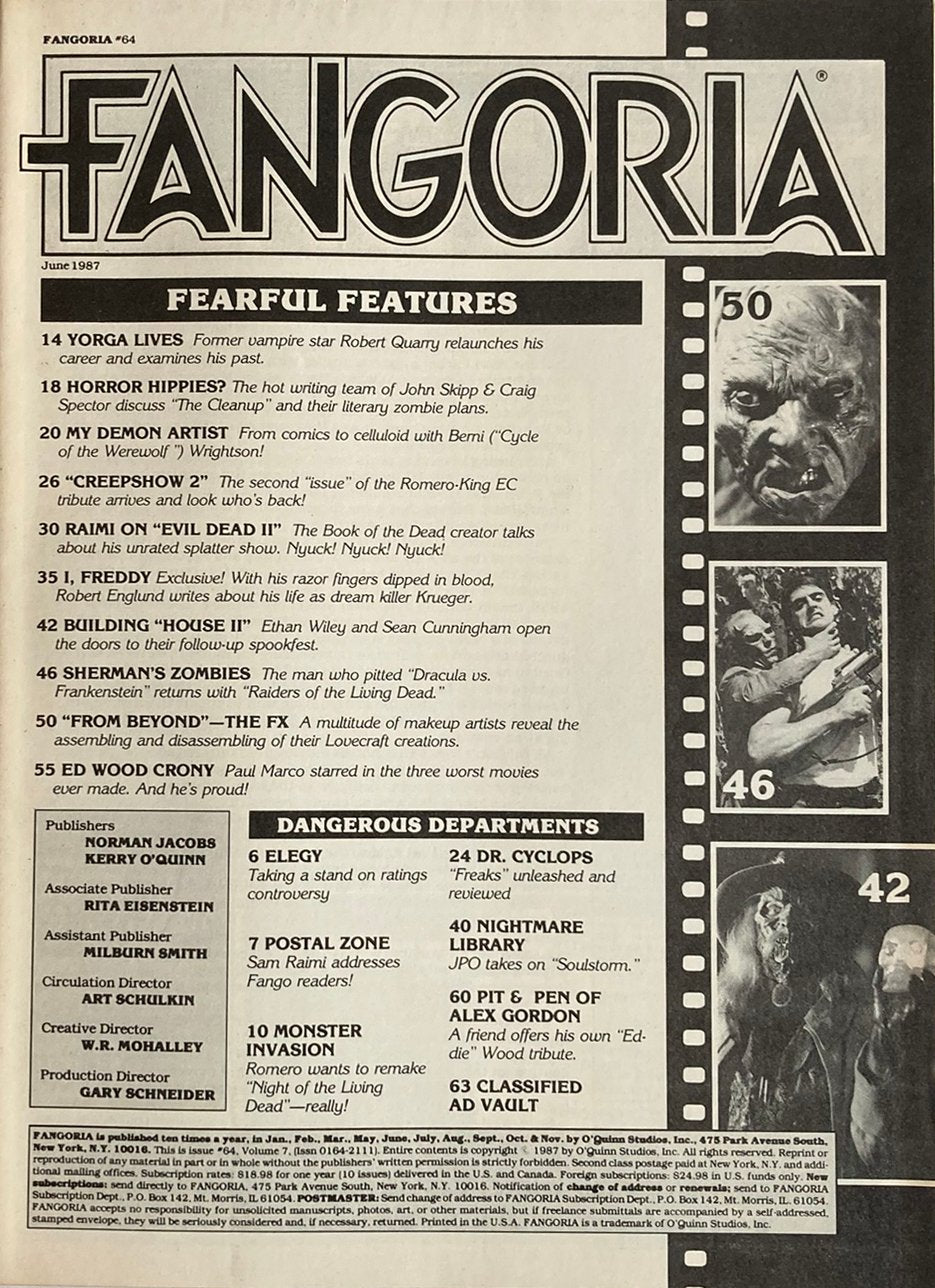 FANGORIA #64
FANGORIA®
June 1987
FEARFUL FEATURES
14 YORGA LIVES Former vampire star Robert Quarry relaunches his
career and examines his past.
18 HORROR HIPPIES? The hot writing team of John Skipp & Craig
Spector discuss "The Cleanup" and their literary zombie plans.
20 MY DEMON ARTIST From comics to celluloid with Berni ("Cycle
of the Werewolf") Wrightson!
26 "CREEPSHOW 2" The second "issue" of the Romero-King EC
tribute arrives and look who's back!
30 RAIMI ON "EVIL DEAD II" The Book of the Dead creator talks
about his unrated splatter show. Nyuck! Nyuck! Nyuck!
35 I, FREDDY Exclusive! With his razor fingers dipped in blood,
Robert Englund writes about his life as dream killer Krueger.
42 BUILDING "HOUSE II" Ethan Wiley and Sean Cunningham open
the doors to their follow-up spookfest.
46 SHERMAN'S ZOMBIES The man who pitted "Dracula vs.
Frankenstein" returns with "Raiders of the Living Dead."
50 "FROM BEYOND"—THE FX A multitude of makeup artists reveal the
assembling and disassembling of their Lovecraft creations.
55 ED WOOD CRONY Paul Marco starred in the three worst movies
ever made. And he's proud!
Publishers
NORMAN JACOBS
KERRY O'QUINN
Associate Publisher
RITA EISENSTEIN
Assistant Publisher
MILBURN SMITH
Circulation Director
ART SCHULKIN
Creative Director
W.R. MOHALLEY
Production Director
GARY SCHNEIDER
DANGEROUS DEPARTMENTS
6 ELEGY
Taking a stand on ratings
controversy
7 POSTAL ZONE
Sam Raimi addresses
Fango readers!
10 MONSTER
INVASION
Romero wants to remake
"Night of the Living
Dead"—really!
24 DR. CYCLOPS
"Freaks" unleashed and
reviewed
40 NIGHTMARE
LIBRARY
JPO takes on "Soulstorm."
60 PIT & PEN OF
ALEX GORDON
A friend offers his own "Ed-
die" Wood tribute.
63 CLASSIFIED
AD VAULT
50
46
42
FANGORIA is published ten times a year, in Jan., Feb., Mar., May, June, July, Aug., Sept., Oct. & Nov. by O'Quinn Studios, Inc., 475 Park Avenue South,
New York, N.Y. 10016. This is issue #64, Volume 7, (Issn 0164-2111). Entire contents is copyright © 1987 by O'Quinn Studios, Inc. All rights reserved. Reprint or
reproduction of any material in part or in whole without the publishers' written permission is strictly forbidden. Second class postage paid at New York, N.Y. and addi-
tional mailing offices. Subscription rates: $18.98 for one year (10 issues) delivered in the U.S. and Canada. Foreign subscriptions: $24.98 in U.S. funds only. New
subscriptions: send directly to FANGORIA, 475 Park Avenue South, New York, N.Y. 10016. Notification of change of address or renewals; send to FANGORIA
Subscription Dept., P.O. Box 142, Mt. Morris, IL 61054. POSTMASTER: Send change of address to FANGORIA Subscription Dept., P.O. Box 142, Mt. Morris, IL 61054.
FANGORIA accepts no responsibility for unsolicited manuscripts, photos, art, or other materials, but if freelance submittals are accompanied by a self-addressed,
stamped envelope, they will be seriously considered and, if necessary, returned. Printed in the U.S.A. FANGORIA is a trademark of O'Quinn Studios, Inc.